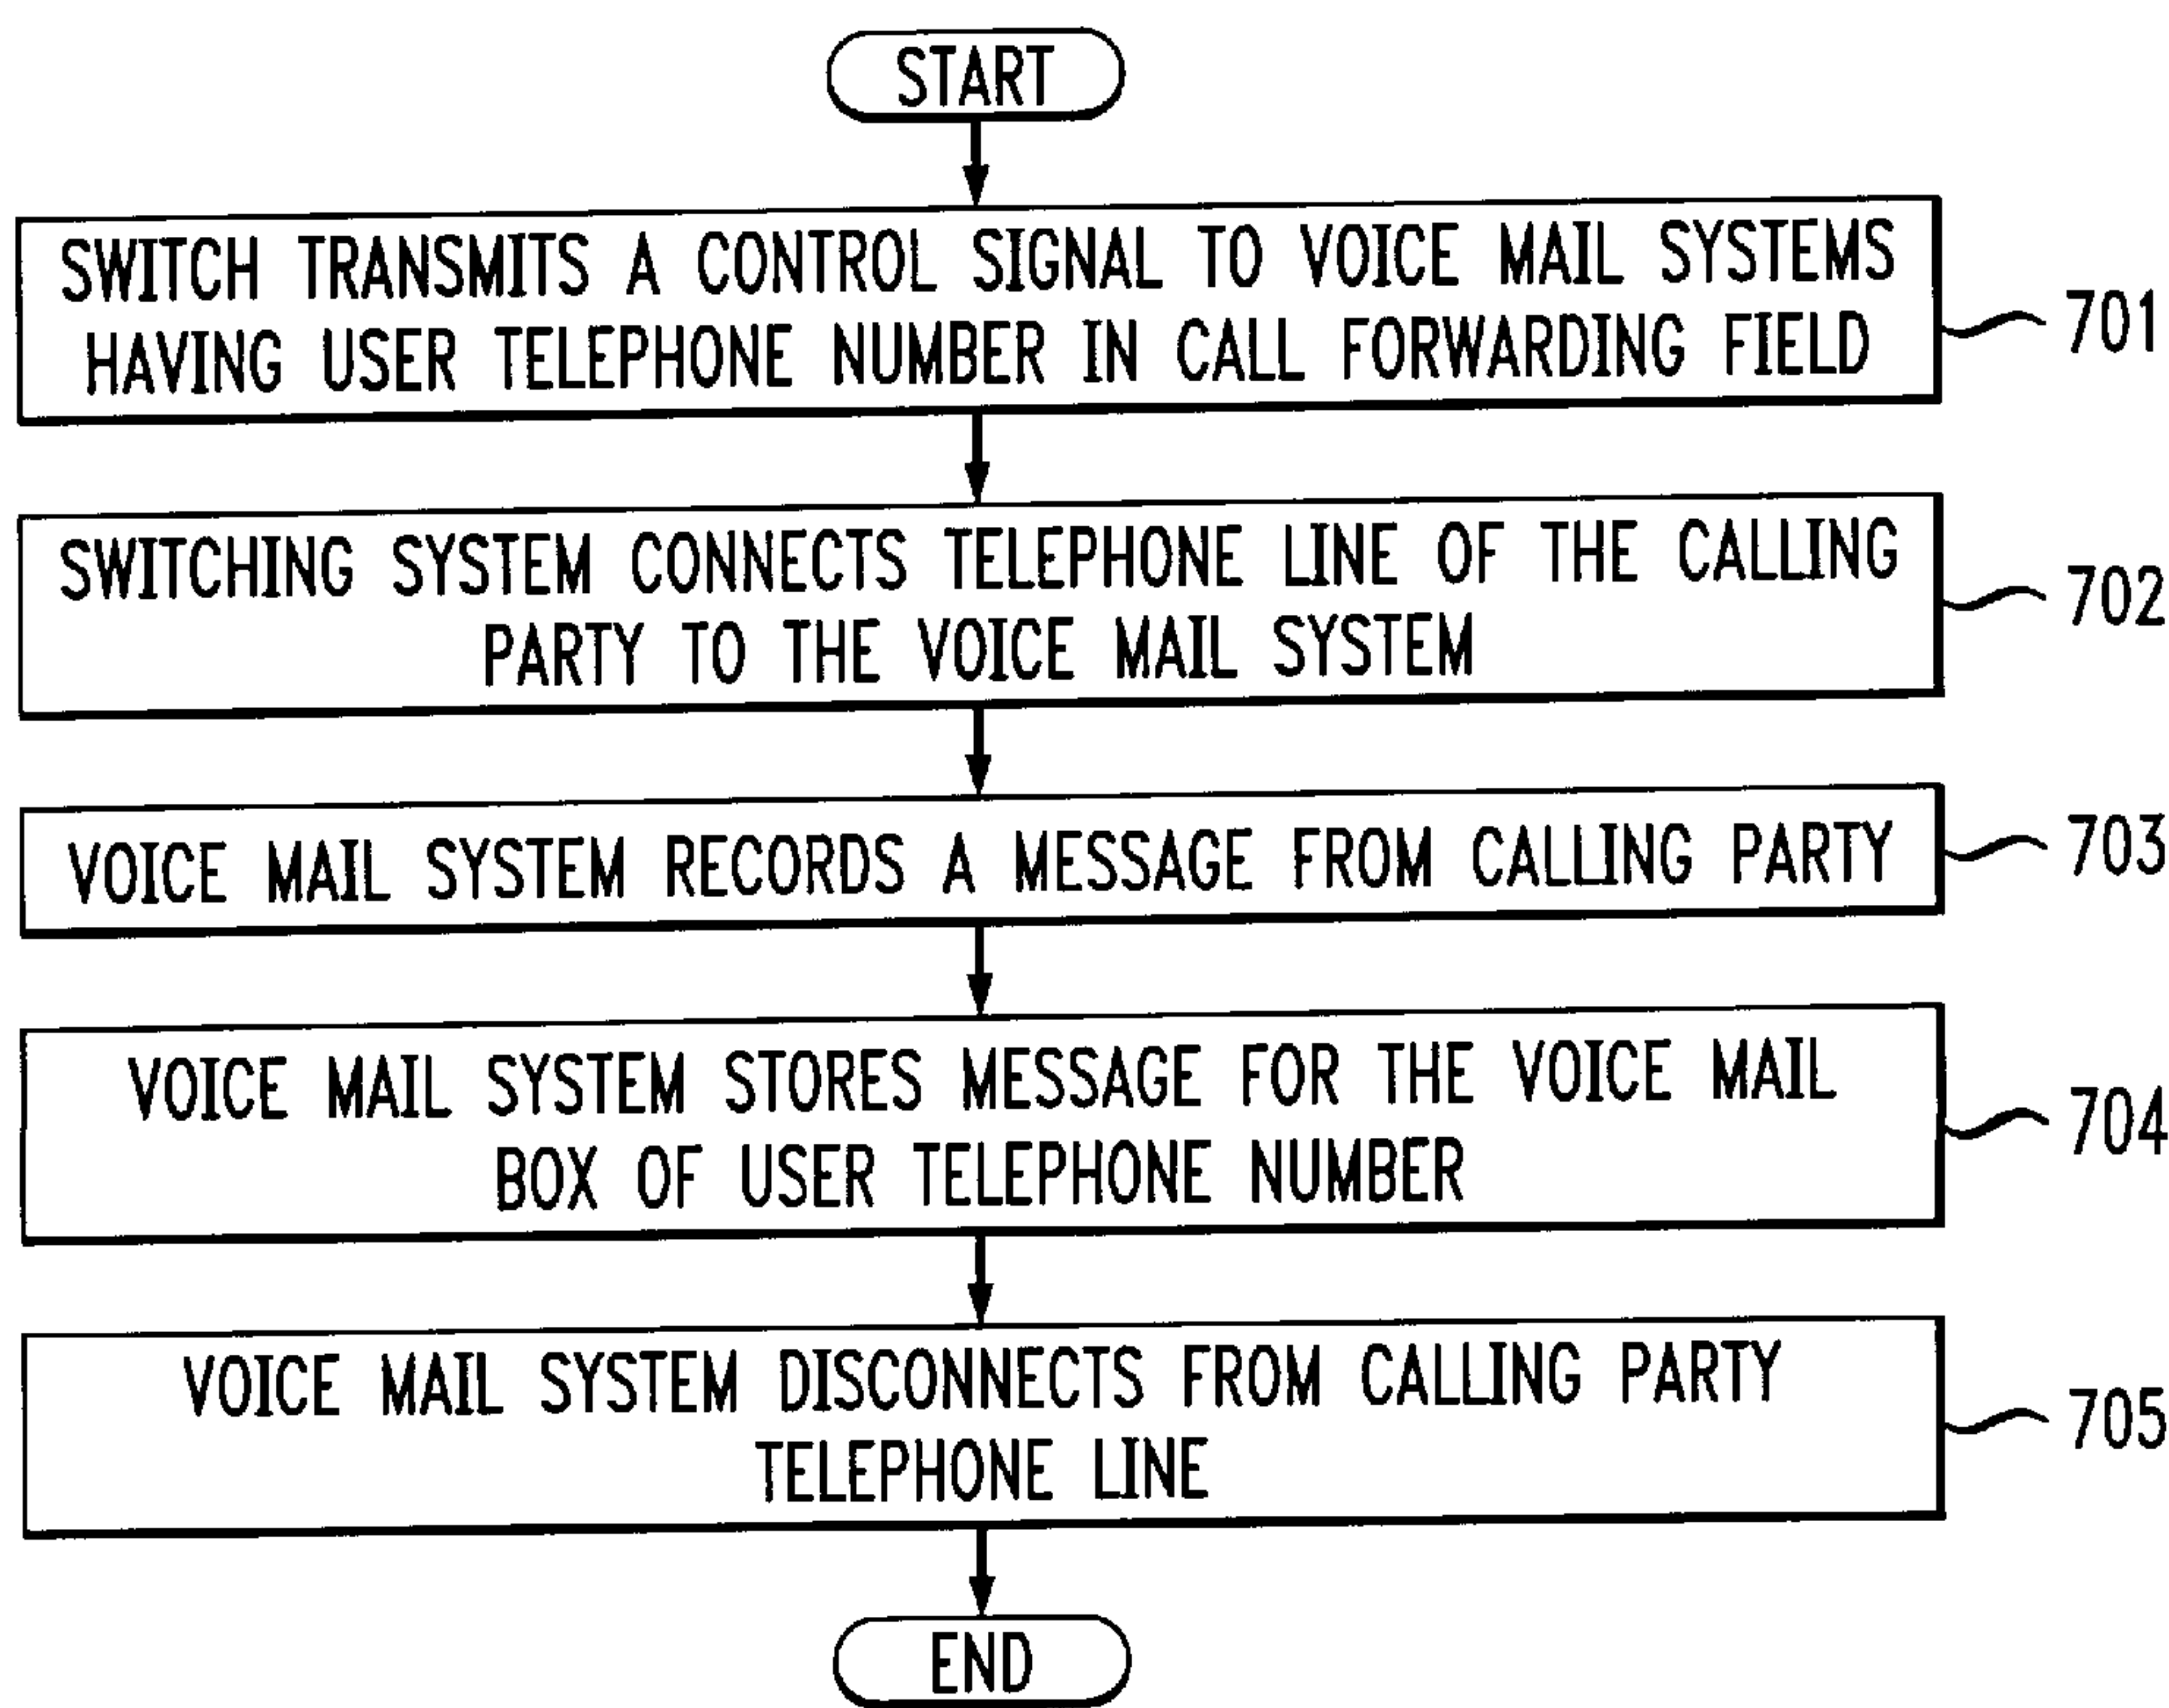 START
SWITCH TRANSMITS A CONTROL SIGNAL TO VOICE MAIL SYSTEMS
HAVING USER TELEPHONE NUMBER IN CALL FORWARDING FIELD
701
SWITCHING SYSTEM CONNECTS TELEPHONE LINE OF THE CALLING
PARTY TO THE VOICE MAIL SYSTEM
702
VOICE MAIL SYSTEM RECORDS A MESSAGE FROM CALLING PARTY
703
VOICE MAIL SYSTEM STORES MESSAGE FOR THE VOICE MAIL
BOX OF USER TELEPHONE NUMBER
704
VOICE MAIL SYSTEM DISCONNECTS FROM CALLING PARTY
TELEPHONE LINE
705
END